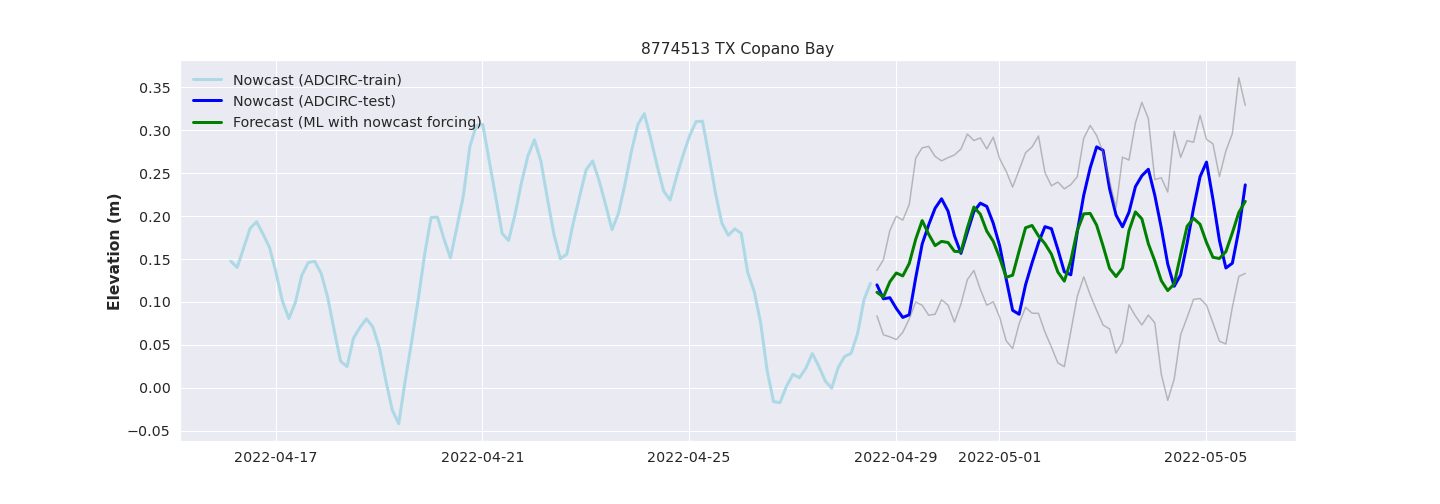 8774513 TX Copano Bay
Nowcast (ADCIRC-train)
Nowcast (ADCIRC-test)
Forecast (ML with nowcast forcing)
Elevation (m)
0.35
0.30
0.25
0.20
0.15
0.10
0.05
0.00
−0.05
2022-04-17 2022-04-21 2022-04-25 2022-04-29 2022-05-01 2022-05-05